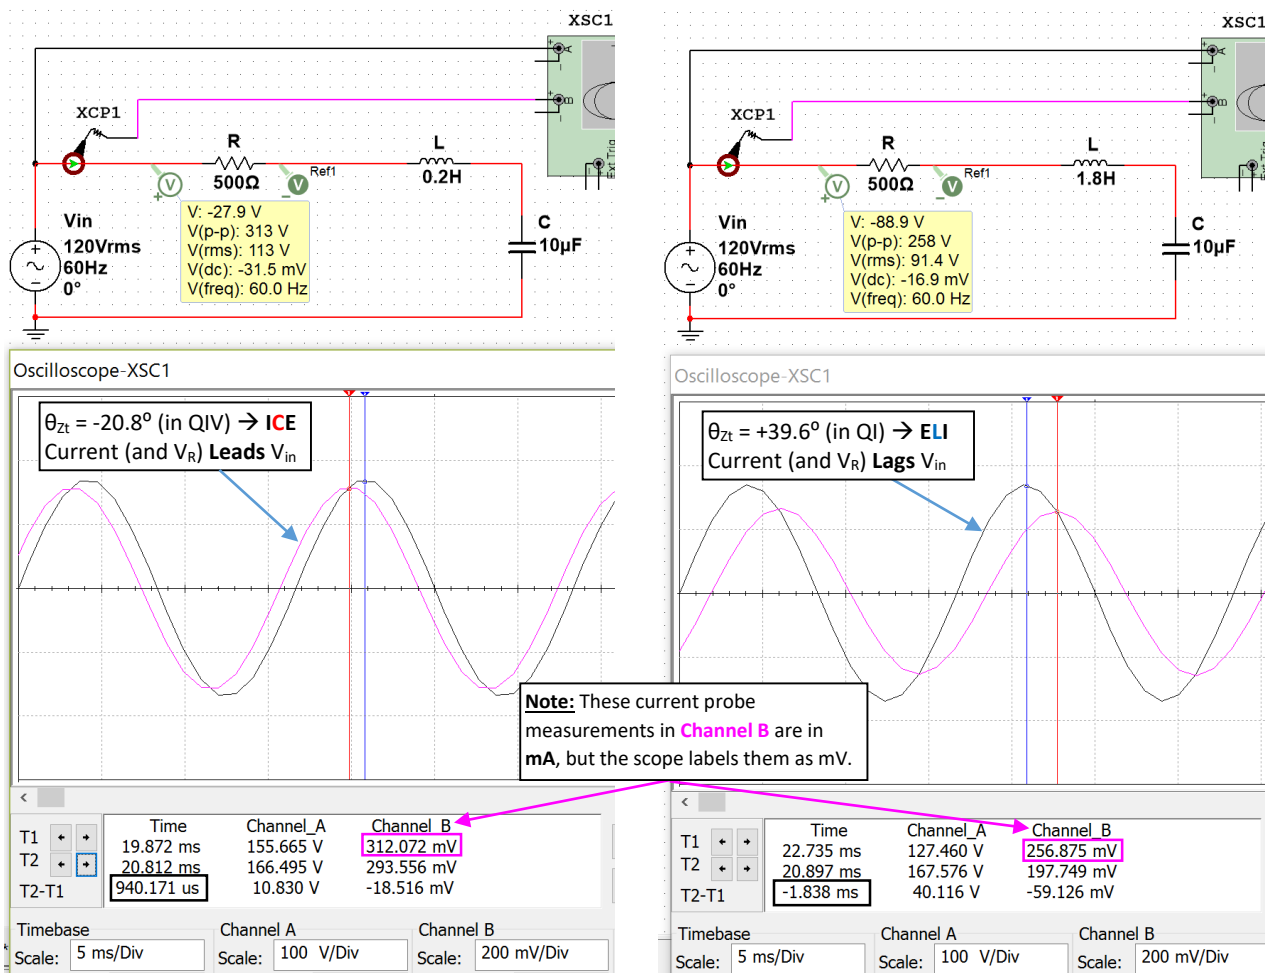 XSC1
A
B
Ext Trig
XCP1
R
500Ω
Ref1
L
0.2H
V
V
V: -27.9 V
V(p-p): 313 V
V(rms): 113 V
V(dc): -31.5 mV
V(freq): 60.0 Hz
Vin
120Vrms
60Hz
0°
C
10µF
XSC1
A
B
Ext Trig
XCP1
R
500Ω
Ref1
L
1.8H
V
V
V: -88.9 V
V(p-p): 258 V
V(rms): 91.4 V
V(dc): -16.9 mV
V(freq): 60.0 Hz
Vin
120Vrms
60Hz
0°
C
10µF
Oscilloscope-XSC1
θZt = -20.8º (in QIV) → ICE
Current (and VR) Leads Vin
Oscilloscope-XSC1
θZt = +39.6º (in QI) → ELI
Current (and VR) Lags Vin
Note: These current probe
measurements in Channel B are in
mA, but the scope labels them as mV.
Time Channel_A Channel_B
T1 19.872 ms 155.665 V 312.072 mV
T2 20.812 ms 166.495 V 293.556 mV
T2-T1 940.171 us 10.830 V -18.516 mV
Timebase Channel A Channel B
Scale: 5 ms/Div Scale: 100 V/Div Scale: 200 mV/Div
Time Channel_A Channel_B
T1 22.735 ms 127.460 V 256.875 mV
T2 20.897 ms 167.576 V 197.749 mV
T2-T1 -1.838 ms 40.116 V -59.126 mV
Timebase Channel A Channel B
Scale: 5 ms/Div Scale: 100 V/Div Scale: 200 mV/Div